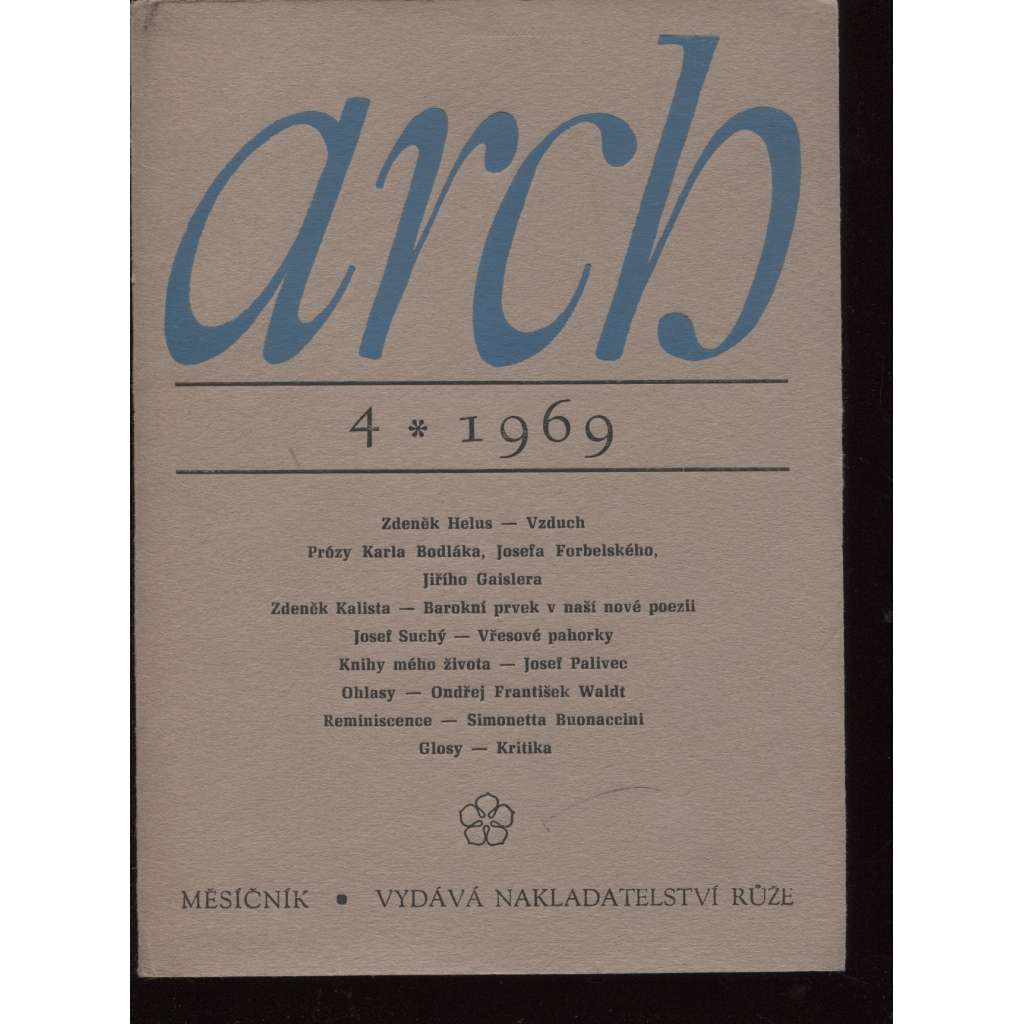 arch
4 * 1969
Zdeněk Helus — Vzduch
Prózy Karla Bodláka, Josefa Forbelského,
Jiřího Gaislera
Zdeněk Kalista — Barokní prvek v naší nové poezii
Josef Suchý — Vřesové pahorky
Knihy mého života — Josef Palivec
Ohlasy — Ondřej František Waldt
Reminiscence — Simonetta Buonaccini
Glosy — Kritika
MĚSÍČNÍK • VYDÁVÁ NAKLADATELSTVÍ RŮŽE